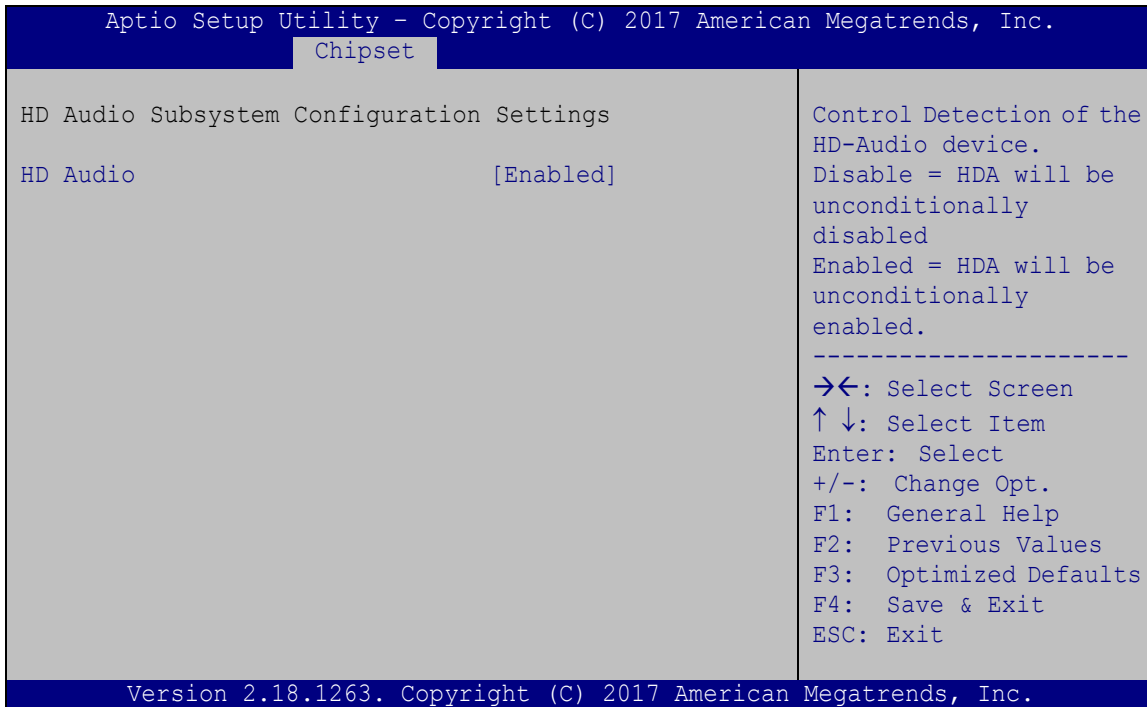 Aptio Setup Utility – Copyright (C) 2017 American Megatrends, Inc.
Chipset
HD Audio Subsystem Configuration Settings
HD Audio [Enabled]
Control Detection of the
HD-Audio device.
Disable = HDA will be
unconditionally
disabled
Enabled = HDA will be
unconditionally
enabled.
----------------------
→←: Select Screen
↑ ↓: Select Item
Enter: Select
+/-: Change Opt.
F1: General Help
F2: Previous Values
F3: Optimized Defaults
F4: Save & Exit
ESC: Exit
Version 2.18.1263. Copyright (C) 2017 American Megatrends, Inc.